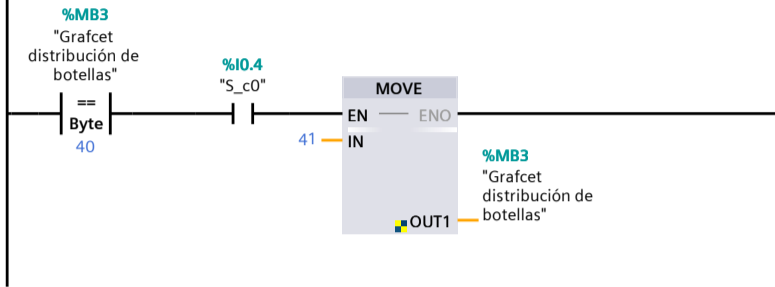 %MB3
"Grafcet
distribución de
botellas"
==
Byte
40
%I0.4
"S_c0"
MOVE
EN
ENO
41
IN
OUT1
%MB3
"Grafcet
distribución de
botellas"